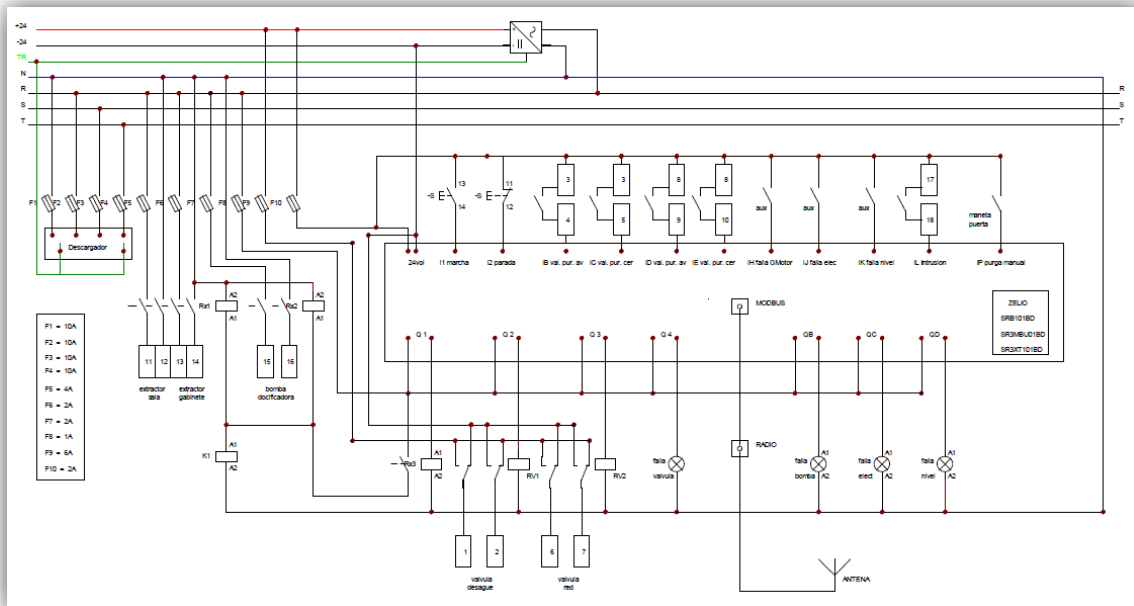 +24
-24
TR
N
R R
S S
T T
F1 F2 F3 F4 F5 F6 F7 F8 F9 F10
Descargador
-S 13 14
-S 11 12
3 4
3 5
8 9
8 10
aux
aux
aux
17 18
maneta
puerta
24vol
I1 marcha
I2 parada
IB val. pur. av
IC val. pur. cer
ID val. pur. av
IE val. pur. cer
IH falla GMotor
IJ falla elec
IK falla nivel
IL Intrusion
IP purga manual
MODBUS
ZELIO
SRB101BD
SR3MBU01BD
SR3XT101BD
Rx1 A2 A1
Rx2 A2 A1
Q 1
Q 2
Q 3
Q 4
QB
QC
QD
F1 = 10A
F2 = 10A
F3 = 10A
F4 = 10A
F5 = 4A
F6 = 2A
F7 = 2A
F8 = 1A
F9 = 6A
F10 = 2A
11 12 13 14
15 16
extractor
sala
extractor
gabinete
bomba
docificadora
K1 A1 A2
Rx3 A1 A2
RV1
RV2
falla
valvula
RADIO
falla
bomba
A1 A2
falla
elect
A1 A2
falla
nivel
A1 A2
1 2 6 7
valvula
desague
valvula
red
ANTENA